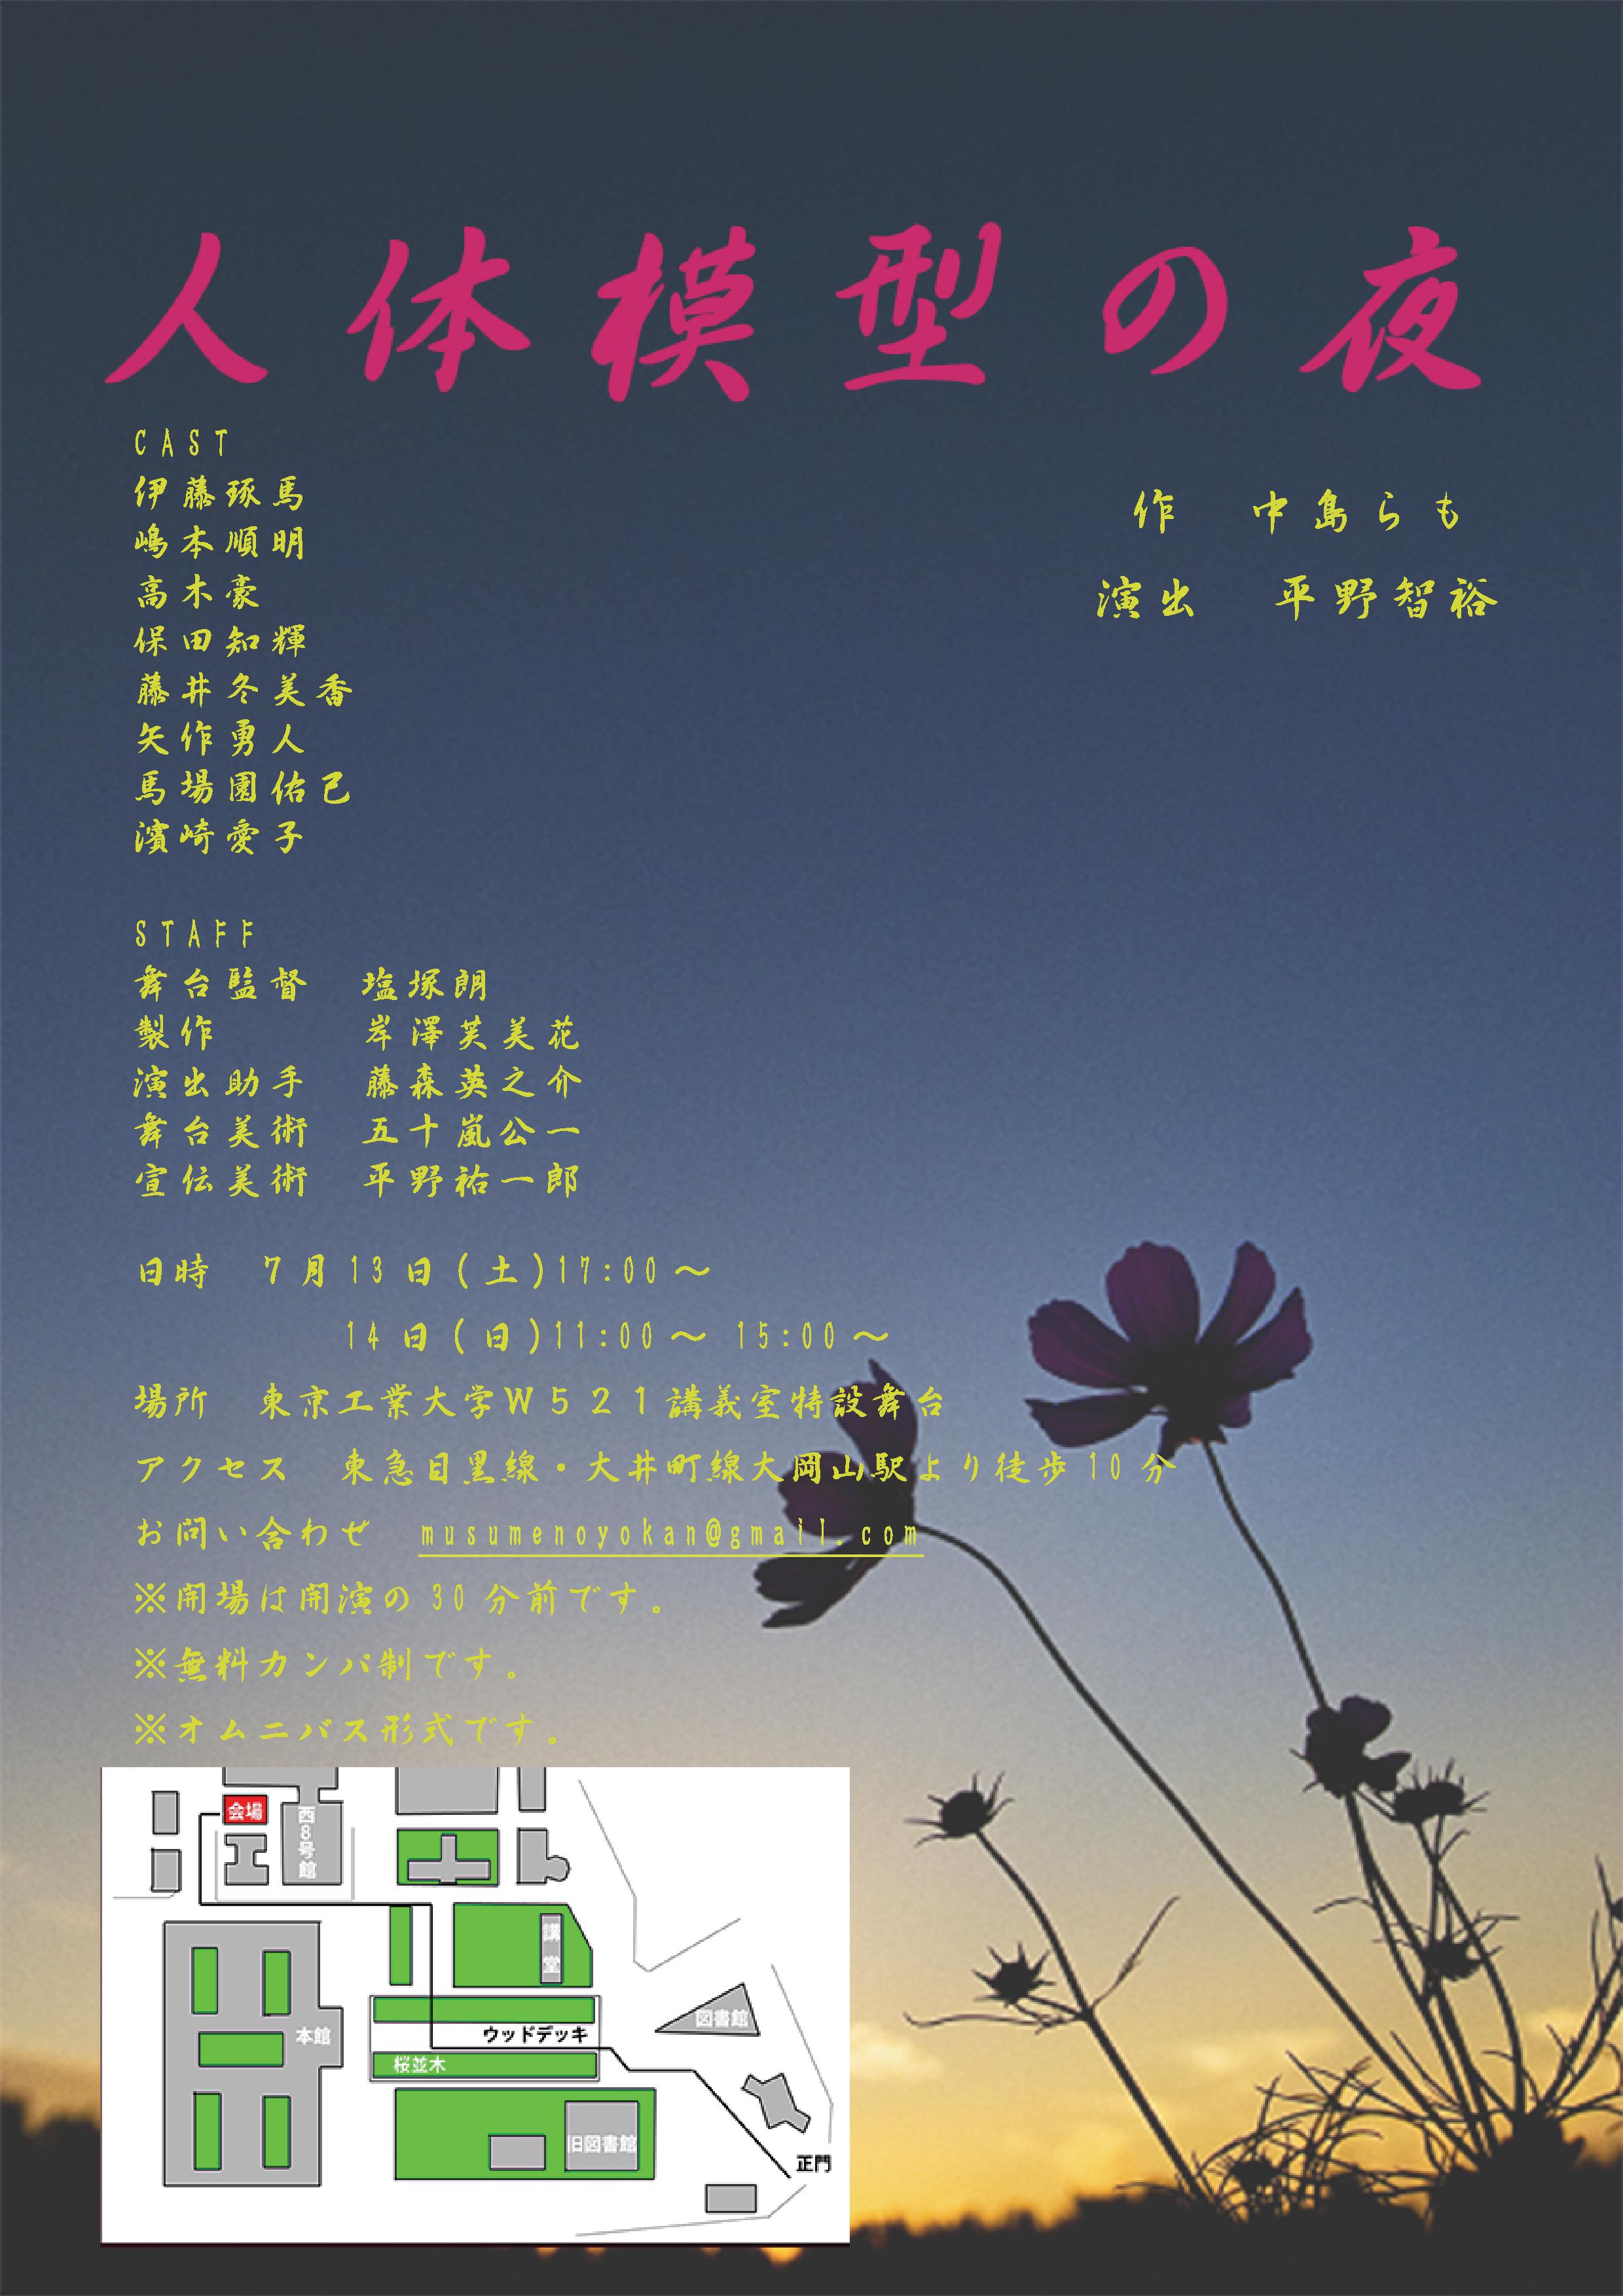 人体模型の夜
CAST
伊藤琢馬
嶋本順明
高木豪
保田知輝
藤井冬美香
矢作勇人
馬場園佑己
濱崎愛子
作　中島らも
演出　平野智裕
STAFF
舞台監督　塩塚朗
製作　岸澤芙美花
演出助手　藤森英之介
舞台美術　五十嵐公一
宣伝美術　平野祐一郎
日時　7月13日(土)17:00～
14日(日)11:00～ 15:00～
場所　東京工業大学W521講義室特設舞台
アクセス　東急目黒線・大井町線大岡山駅より徒歩10分
お問い合わせ　musumenoyokan@gmail.com
※開場は開演の30分前です。
※無料カンパ制です。
※オムニバス形式です。
会場
西8号館
講堂
図書館
本館
ウッドデッキ
桜並木
旧図書館
正門